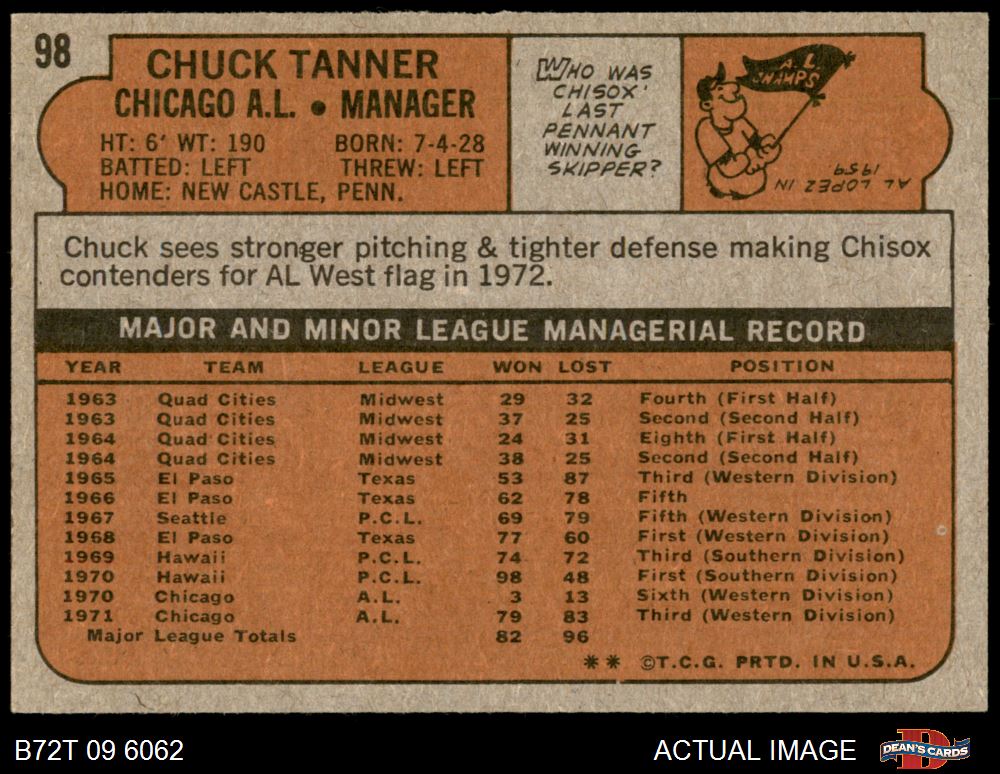 98
CHUCK TANNER
CHICAGO A.L. • MANAGER
HT: 6' WT: 190 BORN: 7-4-28
BATTED: LEFT THREW: LEFT
HOME: NEW CASTLE, PENN.
WHO WAS
CHISOX'
LAST
PENNANT
WINNING
SKIPPER?
A.L.
CHAMPS
AL LOPEZ IN
1959.
Chuck sees stronger pitching & tighter defense making Chisox
contenders for AL West flag in 1972.
MAJOR AND MINOR LEAGUE MANAGERIAL RECORD
YEAR TEAM LEAGUE WON LOST POSITION
1963 Quad Cities Midwest 29 32 Fourth (First Half)
1963 Quad Cities Midwest 37 25 Second (Second Half)
1964 Quad Cities Midwest 24 31 Eighth (First Half)
1964 Quad Cities Midwest 38 25 Second (Second Half)
1965 El Paso Texas 53 87 Third (Western Division)
1966 El Paso Texas 62 78 Fifth
1967 Seattle P.C.L. 69 79 Fifth (Western Division)
1968 El Paso Texas 77 60 First (Western Division)
1969 Hawaii P.C.L. 74 72 Third (Southern Division)
1970 Hawaii P.C.L. 98 48 First (Southern Division)
1970 Chicago A.L. 3 13 Sixth (Western Division)
1971 Chicago A.L. 79 83 Third (Western Division)
Major League Totals 82 96
** ©T.C.G. PRTD. IN U.S.A.
B72T 09 6062 ACTUAL IMAGE
DEAN'S CARDS